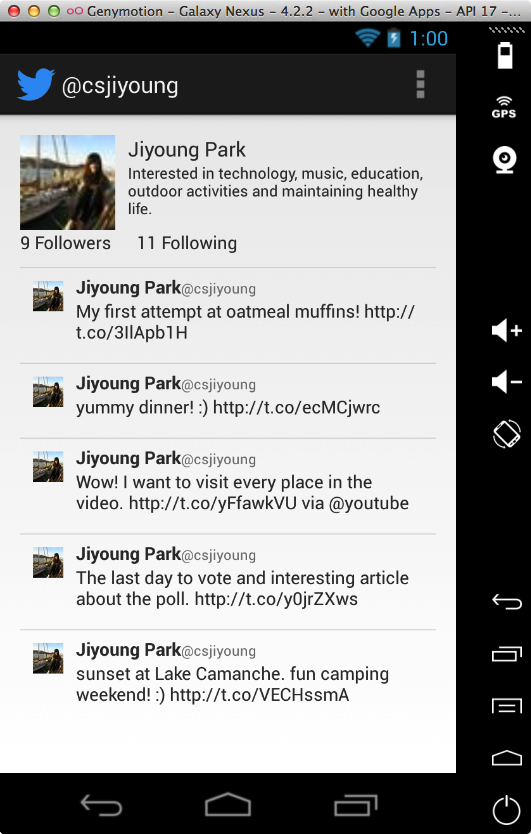 Genymotion – Galaxy Nexus – 4.2.2 – with Google Apps – API 17 –...
1:00
@csjiyoung
GPS
Jiyoung Park
Interested in technology, music, education,
outdoor activities and maintaining healthy
life.
9 Followers 11 Following
Jiyoung Park@csjiyoung
My first attempt at oatmeal muffins! http://
t.co/3IlApb1H
Jiyoung Park@csjiyoung
yummy dinner! :) http://t.co/ecMCjwrc
Jiyoung Park@csjiyoung
Wow! I want to visit every place in the
video. http://t.co/yFfawkVU via @youtube
Jiyoung Park@csjiyoung
The last day to vote and interesting article
about the poll. http://t.co/y0jrZXws
Jiyoung Park@csjiyoung
sunset at Lake Camanche. fun camping
weekend! :) http://t.co/VECHssmA